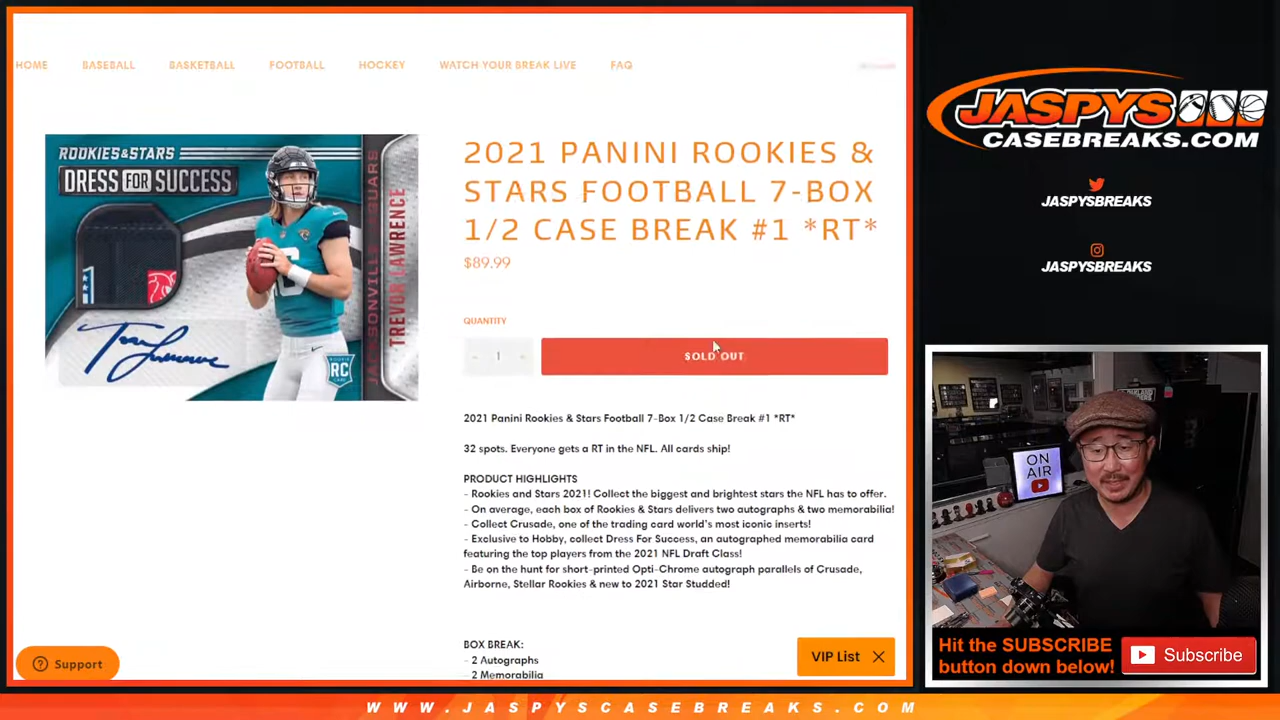 HOME BASEBALL BASKETBALL FOOTBALL HOCKEY WATCH YOUR BREAK LIVE FAQ
ROOKIES & STARS
DRESS FOR SUCCESS
JACKSONVILLE JAGUARS
TREVOR LAWRENCE
RC
2021 PANINI ROOKIES &
STARS FOOTBALL 7-BOX
1/2 CASE BREAK #1 *RT*
$89.99
QUANTITY
- 1 +
SOLD OUT
2021 Panini Rookies & Stars Football 7-Box 1/2 Case Break #1 *RT*
32 spots. Everyone gets a RT in the NFL. All cards ship!
PRODUCT HIGHLIGHTS
- Rookies and Stars 2021! Collect the biggest and brightest stars the NFL has to offer.
- On average, each box of Rookies & Stars delivers two autographs & two memorabilia!
- Collect Crusade, one of the trading card world's most iconic inserts!
- Exclusive to Hobby, collect Dress For Success, an autographed memorabilia card
featuring the top players from the 2021 NFL Draft Class!
- Be on the hunt for short-printed Opti-Chrome autograph parallels of Crusade,
Airborne, Stellar Rookies & new to 2021 Star Studded!
BOX BREAK:
- 2 Autographs
- 2 Memorabilia
Support
VIP List
JASPYS
CASEBREAKS.COM
JASPYSBREAKS
JASPYSBREAKS
ON
AIR
Hit the SUBSCRIBE
button down below!
Subscribe
WWW.JASPYSCASEBREAKS.COM